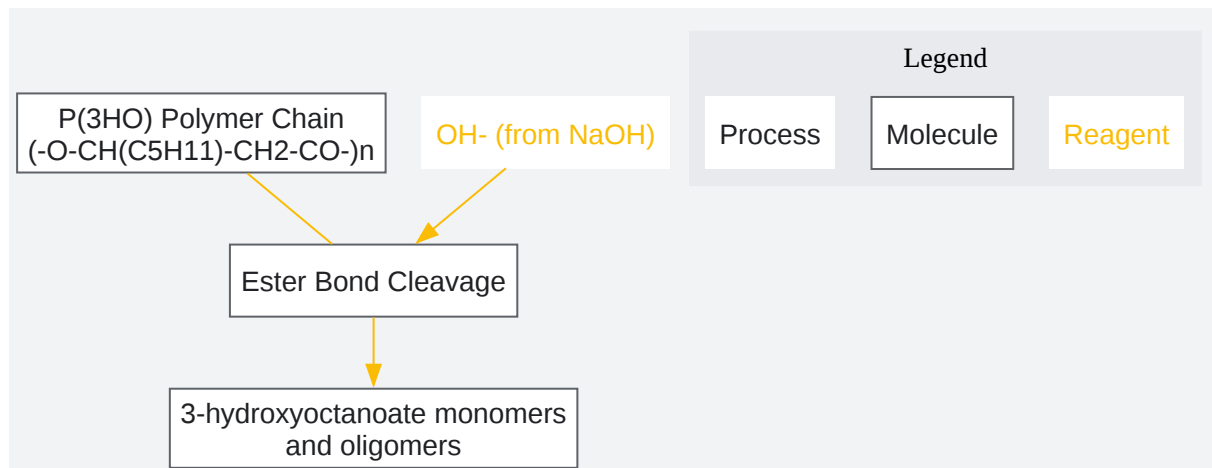 Legend
P(3HO) Polymer Chain
(-O-CH(C5H11)-CH2-CO-)n
OH- (from NaOH)
Process
Molecule
Reagent
Ester Bond Cleavage
3-hydroxyoctanoate monomers
and oligomers